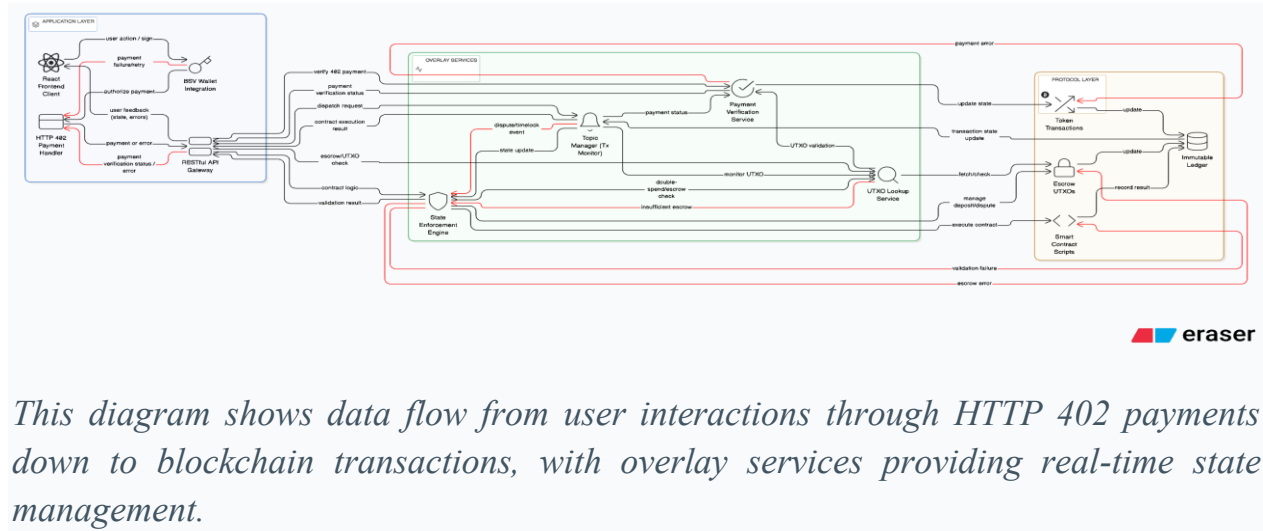 APPLICATION LAYER
user action / sign
React
Frontend
Client
payment
failure/retry
BSV Wallet
Integration
authorize payment
user feedback
(state, errors)
HTTP 402
Payment
Handler
payment or error
payment
verification status /
error
RESTful API
Gateway
verify 402 payment
payment
verification status
dispatch request
contract execution
result
escrow/UTXO
check
contract logic
validation result
OVERLAY SERVICES
Payment
Verification
Service
payment status
dispute/timelock
event
Topic
Manager (Tx
Monitor)
state update
UTXO validation
monitor UTXO
double-
spend/escrow
check
insufficient escrow
UTXO Lookup
Service
State
Enforcement
Engine
payment error
update state
transaction state
update
fetch/check
manage
deposit/dispute
execute contract
validation failure
escrow error
PROTOCOL LAYER
Token
Transactions
update
Immutable
Ledger
update
Escrow
UTXOs
record result
Smart
Contract
Scripts
eraser
This diagram shows data flow from user interactions through HTTP 402 payments
down to blockchain transactions, with overlay services providing real-time state
management.